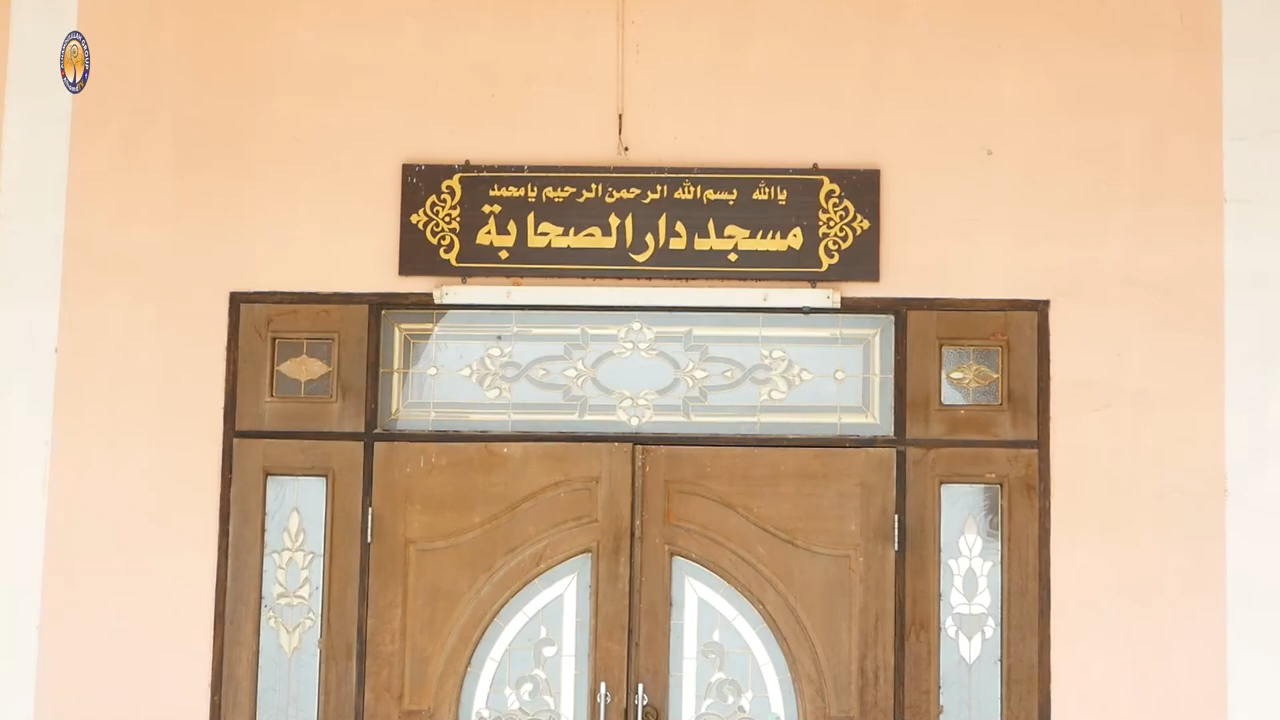 يا الله بسم الله الرحمن الرحيم يا محمد
مسجد دار الصحابة